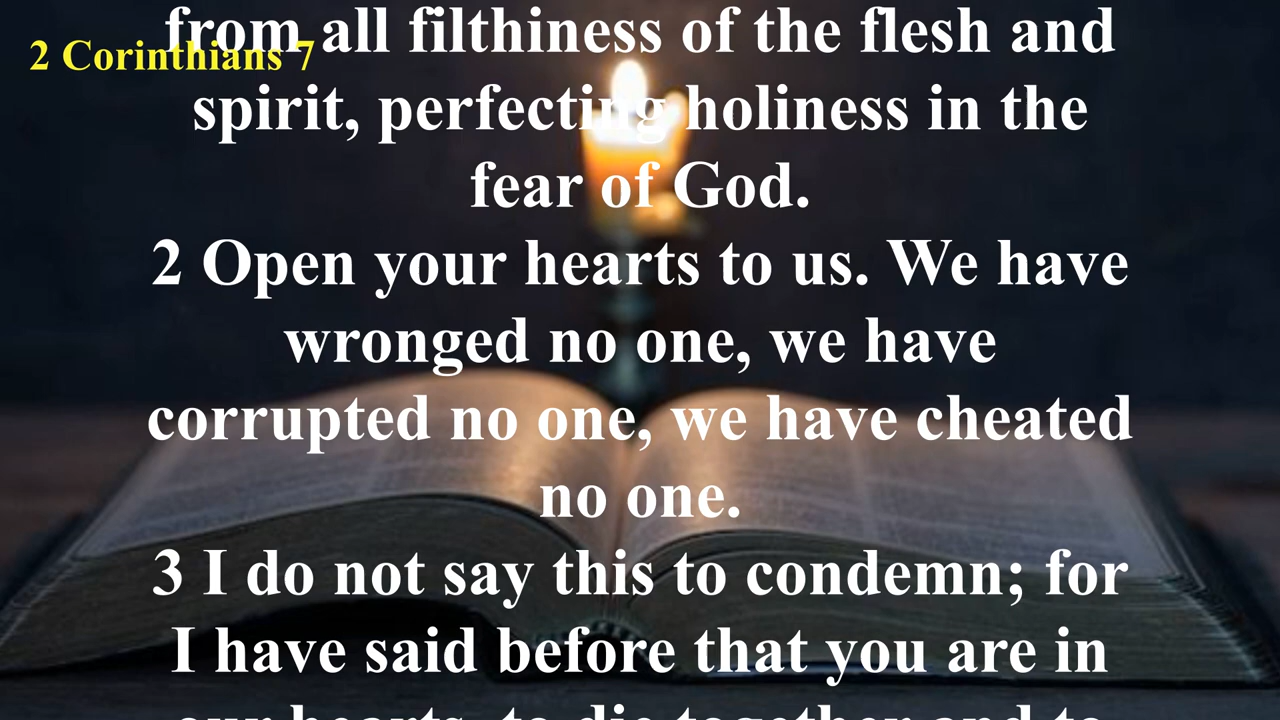 from all filthiness of the flesh and
2 Corinthians 7
spirit, perfecting holiness in the
fear of God.
2 Open your hearts to us. We have
wronged no one, we have
corrupted no one, we have cheated
no one.
3 I do not say this to condemn; for
I have said before that you are in
our hearts, to die together and to